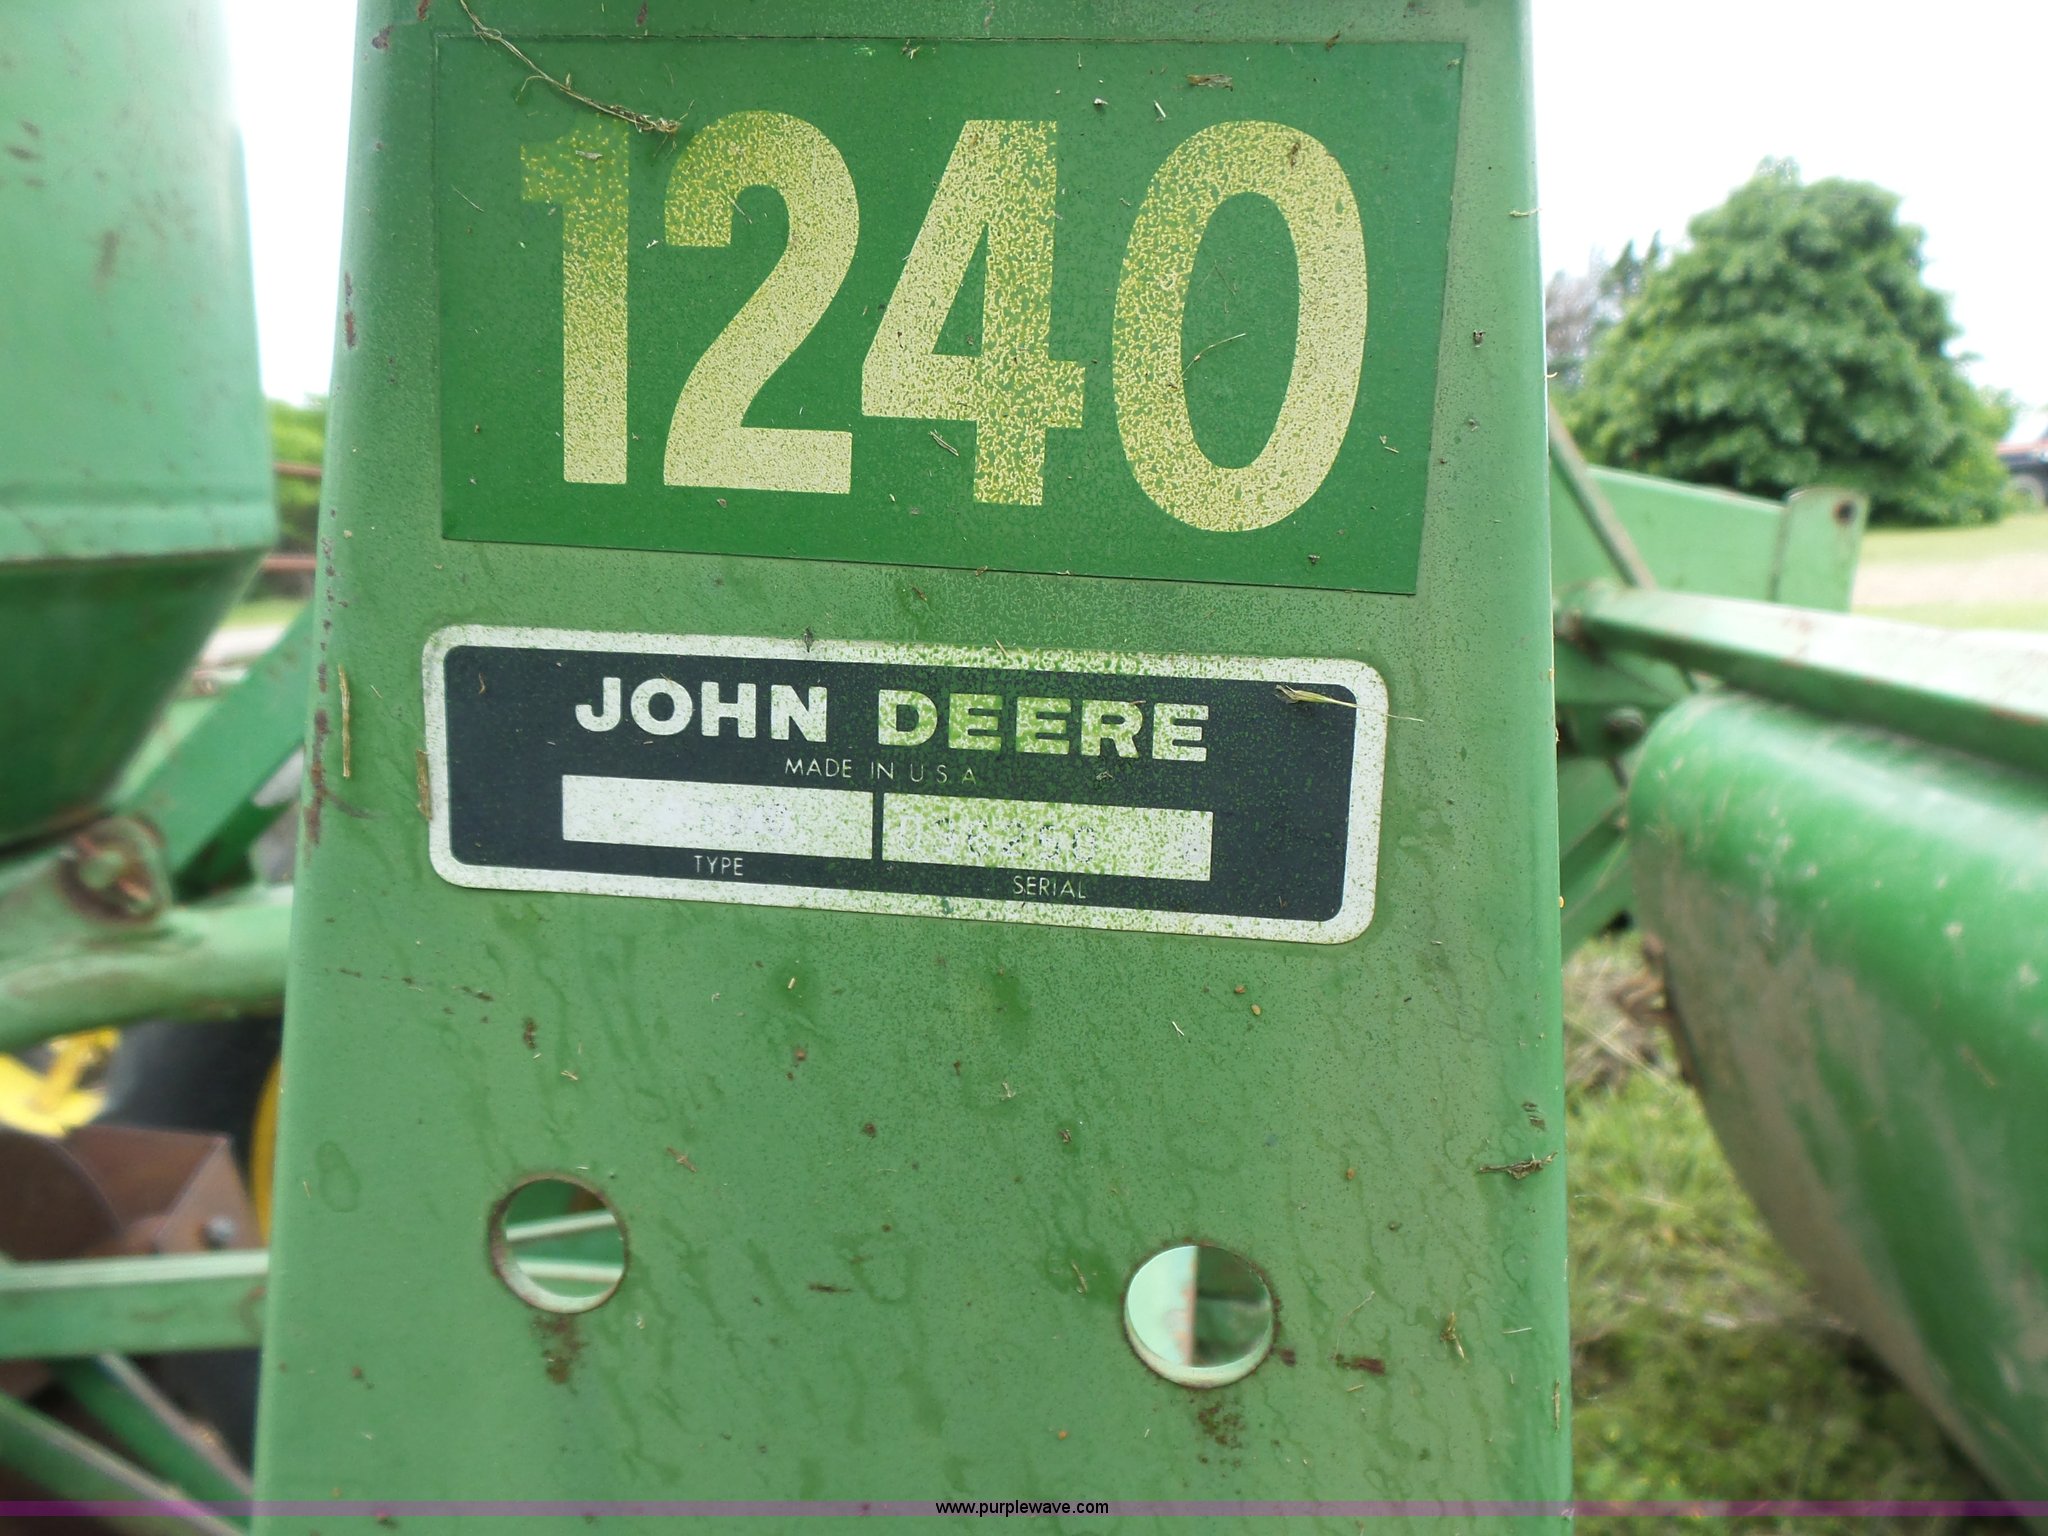 1240
JOHN DEERE
MADE IN U S A
TYPE
SERIAL
www.purplewave.com